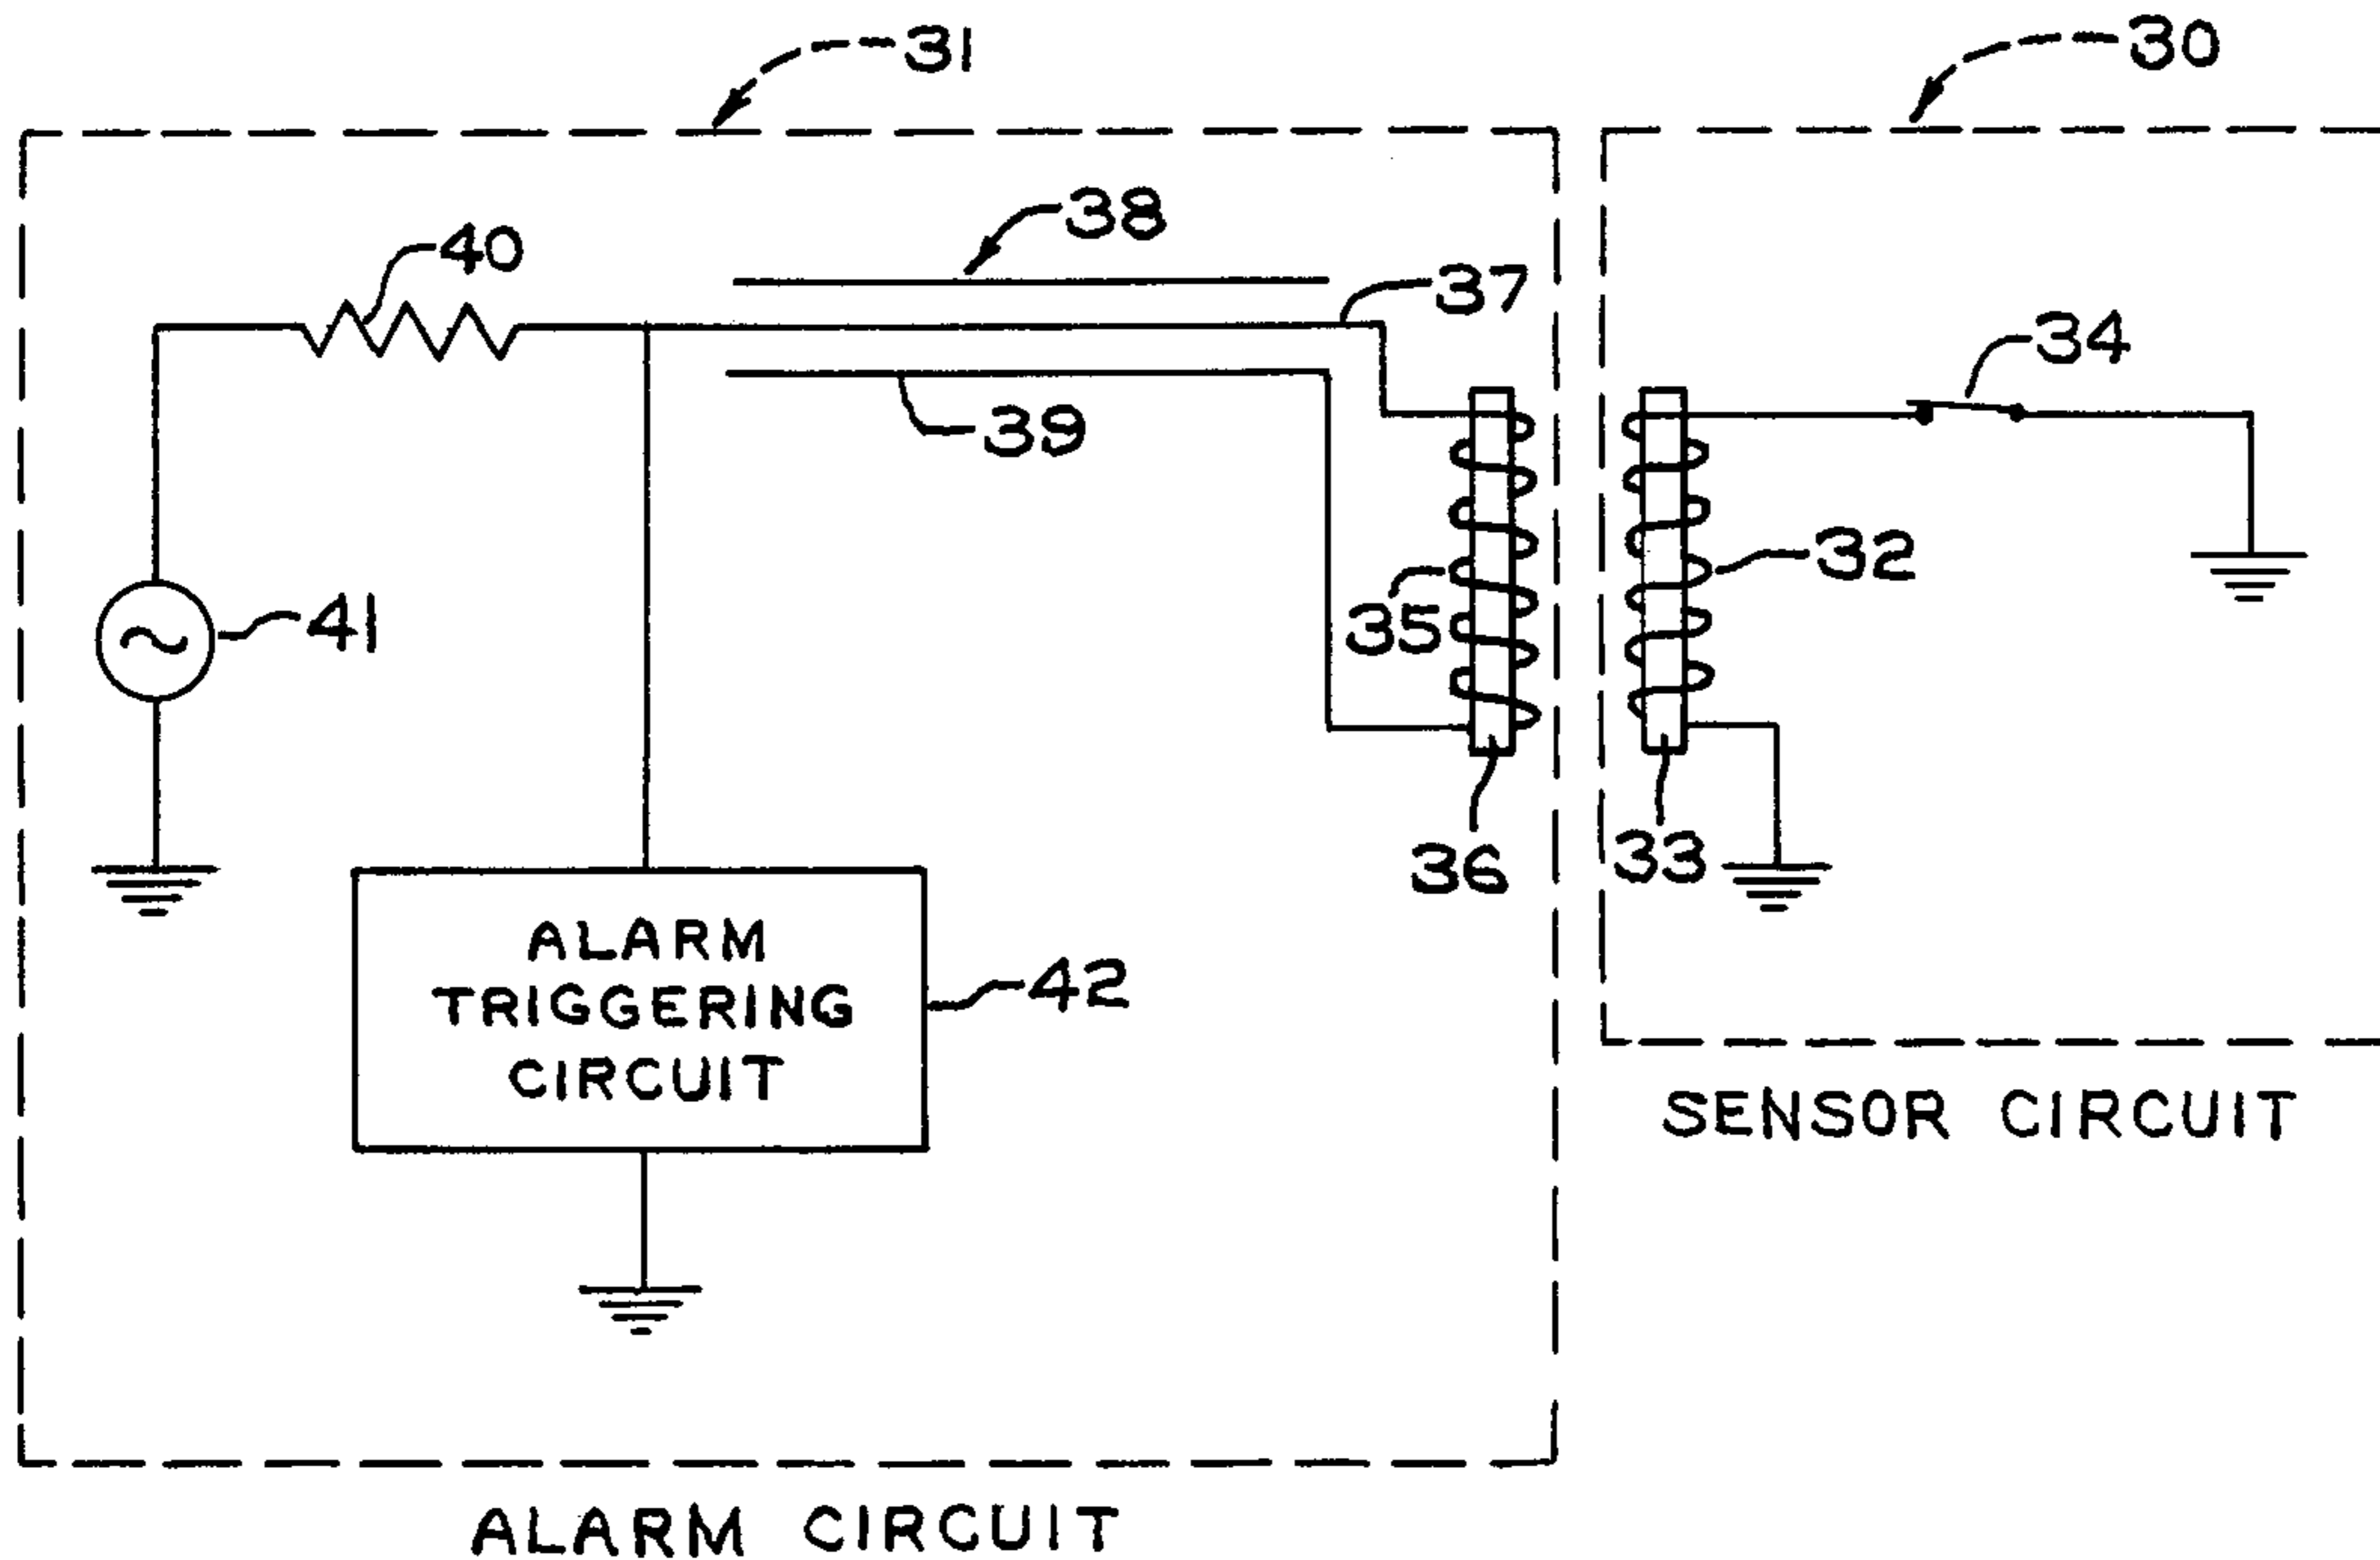 31
30
38
40
37
34
39
32
41
35
36
33
ALARM
TRIGGERING
CIRCUIT
42
SENSOR CIRCUIT
ALARM CIRCUIT